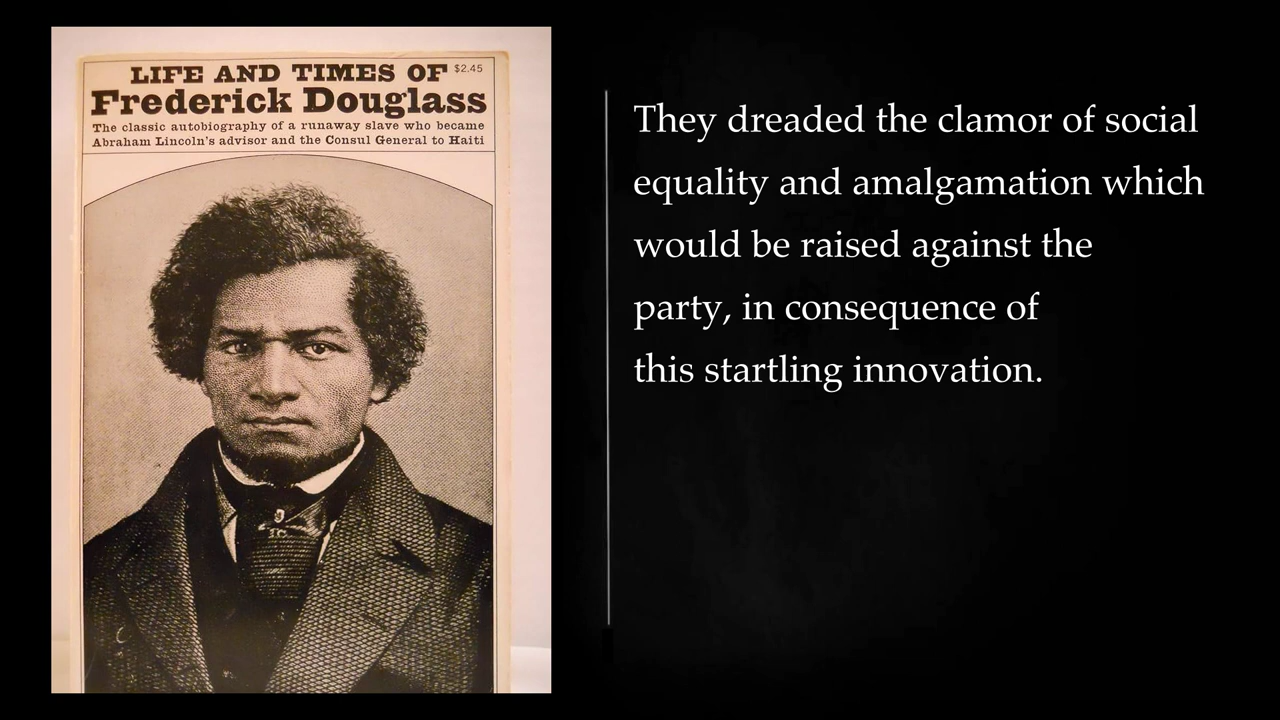 LIFE AND TIMES OF $2.45
Frederick Douglass
The classic autobiography of a runaway slave who became
Abraham Lincoln's advisor and the Consul General to Haiti
They dreaded the clamor of social
equality and amalgamation which
would be raised against the
party, in consequence of
this startling innovation.